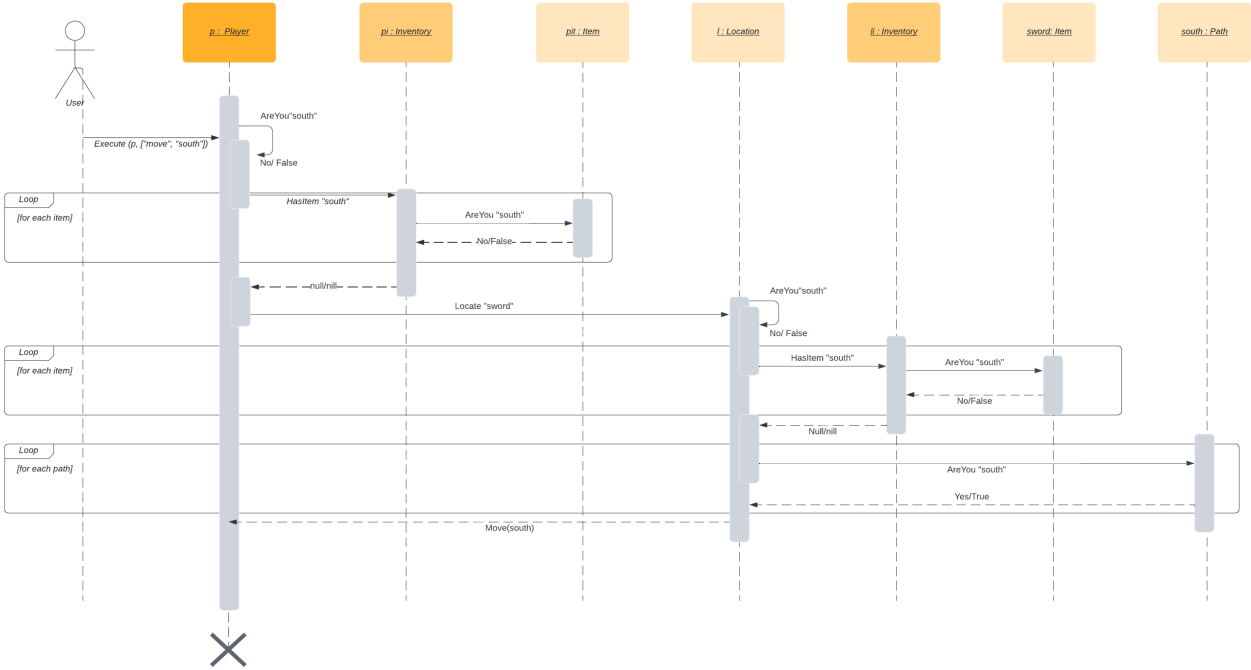 p : Player
pi : Inventory
pit : Item
l : Location
li : Inventory
sword: Item
south : Path
User
AreYou"south"
Execute (p, ["move", "south"])
No/ False
Loop
[for each item]
HasItem "south"
AreYou "south"
No/False
null/nill
AreYou"south"
Locate "sword"
No/ False
Loop
[for each item]
HasItem "south"
AreYou "south"
No/False
Null/nill
Loop
[for each path]
AreYou "south"
Yes/True
Move(south)